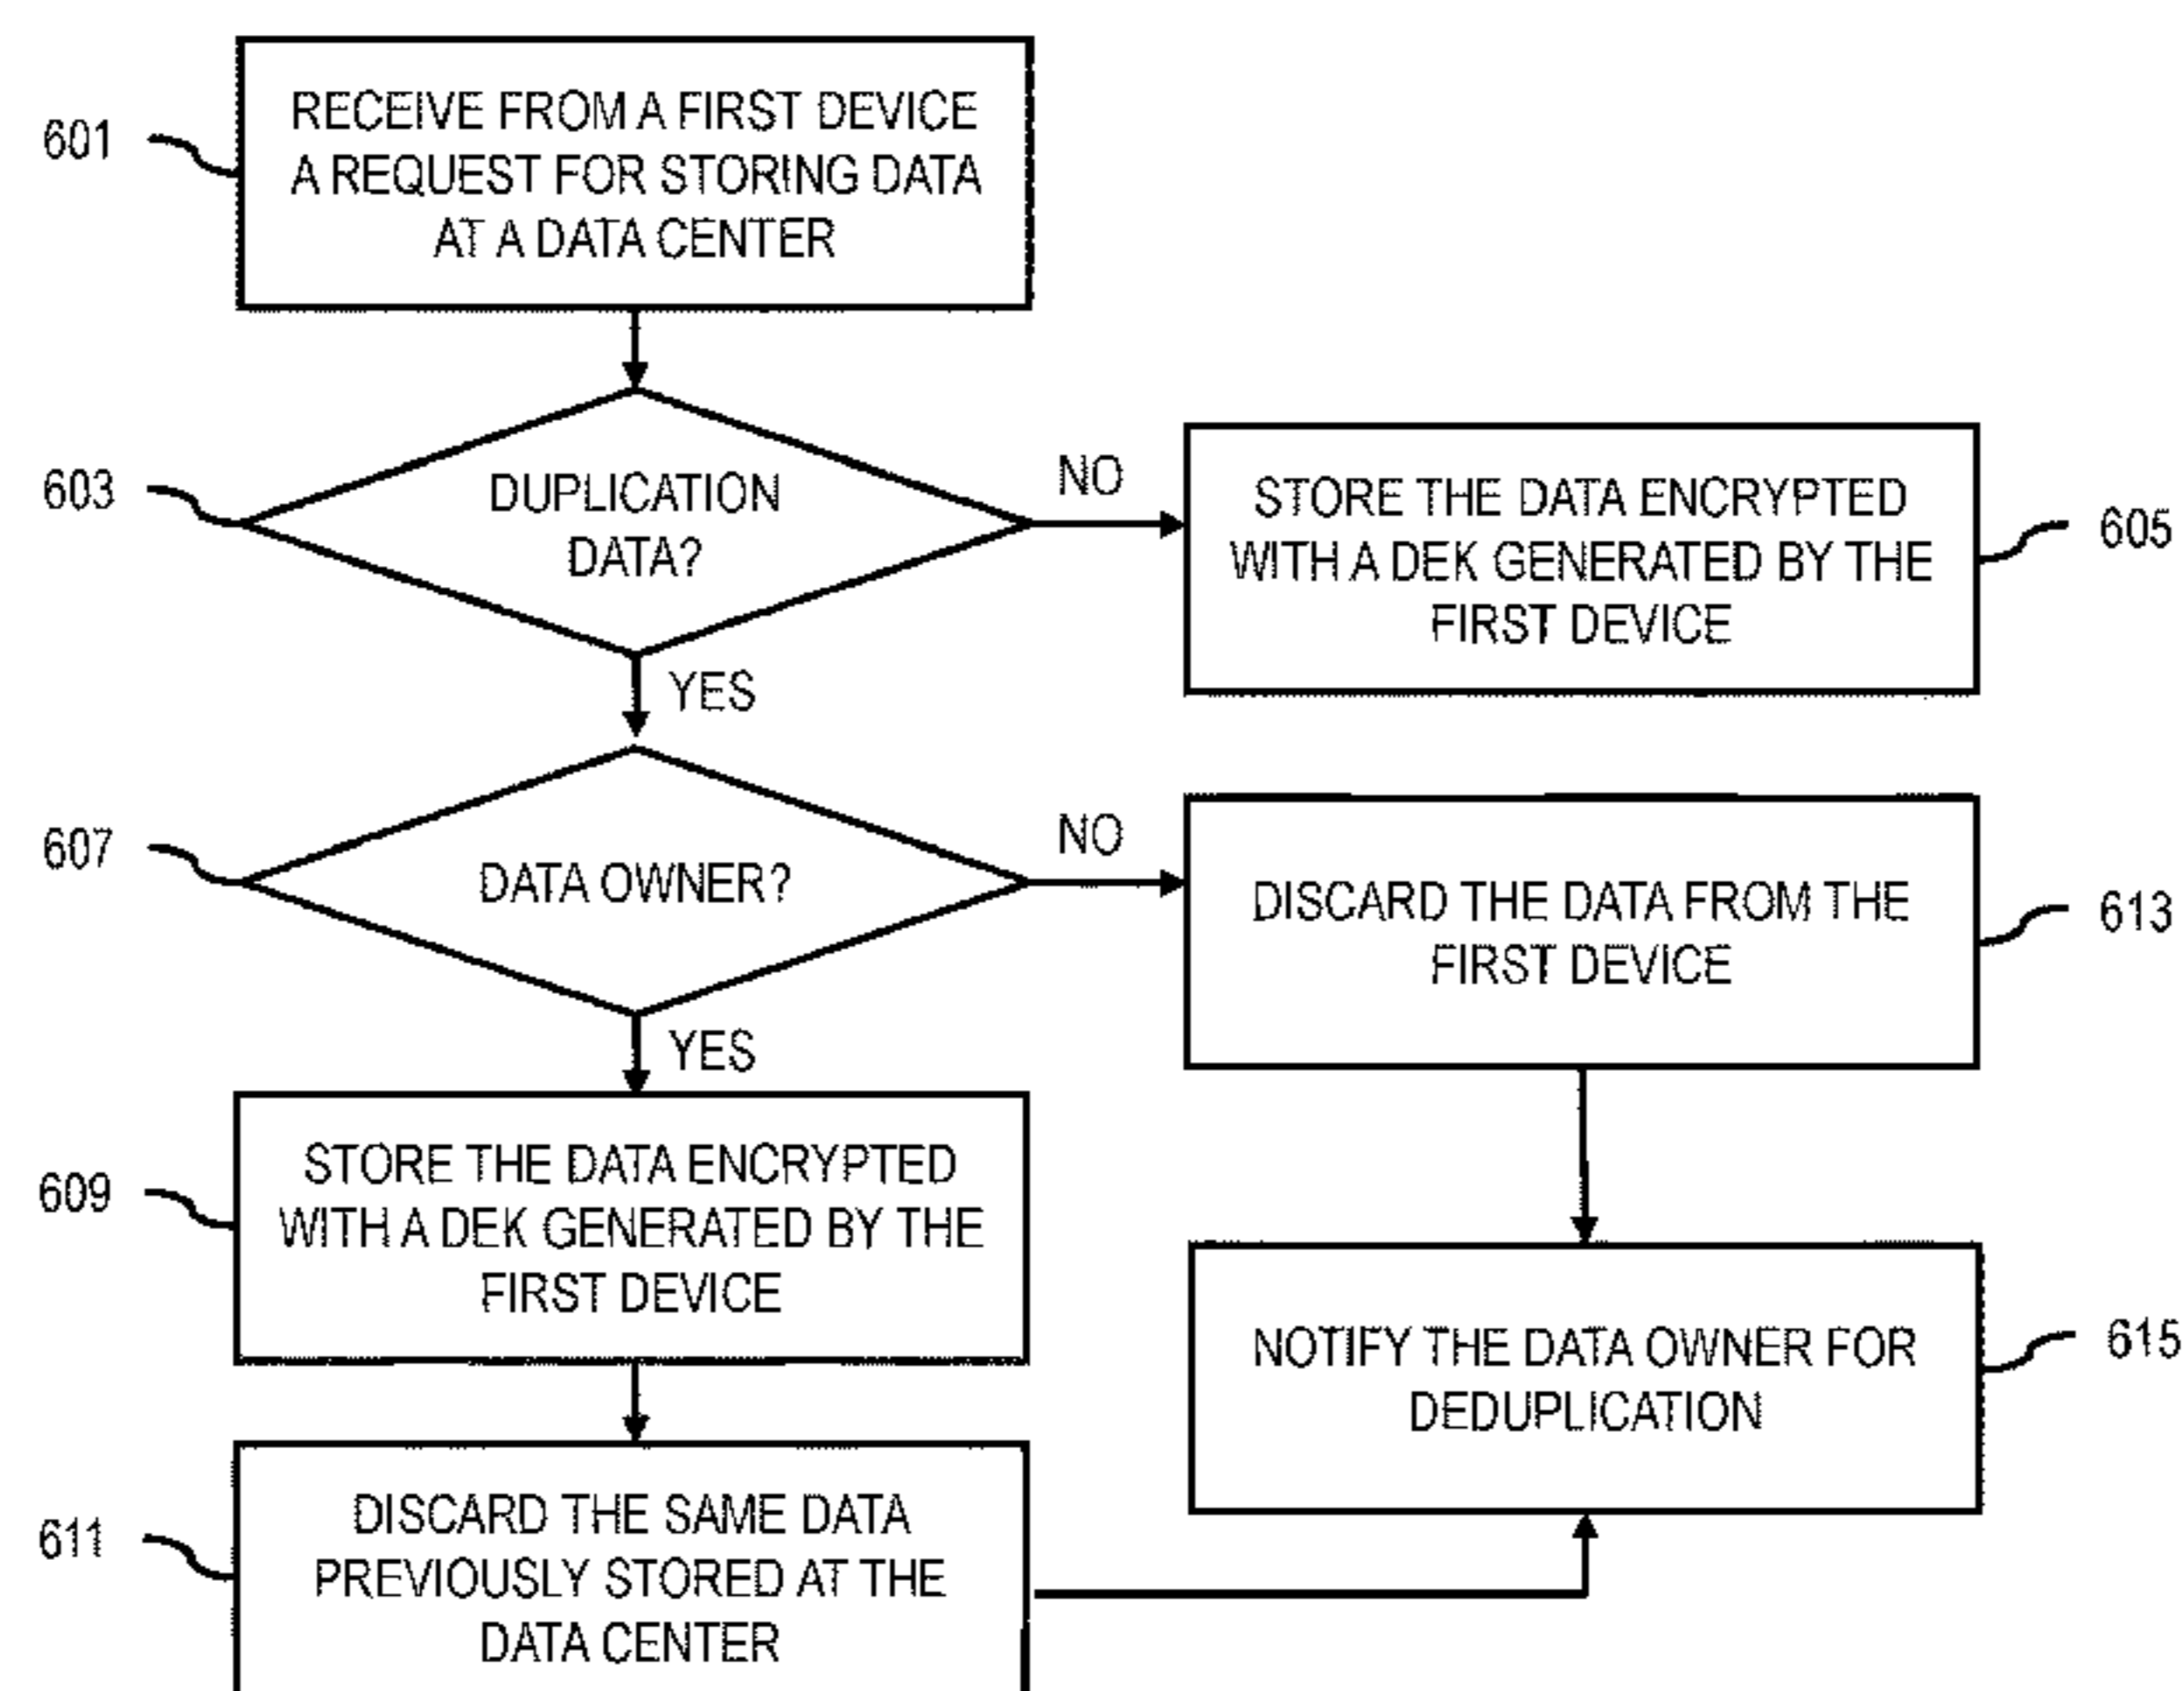 601
RECEIVE FROM A FIRST DEVICE
A REQUEST FOR STORING DATA
AT A DATA CENTER
603
DUPLICATION
DATA?
NO
STORE THE DATA ENCRYPTED
WITH A DEK GENERATED BY THE
FIRST DEVICE
605
YES
607
DATA OWNER?
NO
DISCARD THE DATA FROM THE
FIRST DEVICE
613
YES
609
STORE THE DATA ENCRYPTED
WITH A DEK GENERATED BY THE
FIRST DEVICE
NOTIFY THE DATA OWNER FOR
DEDUPLICATION
615
611
DISCARD THE SAME DATA
PREVIOUSLY STORED AT THE
DATA CENTER